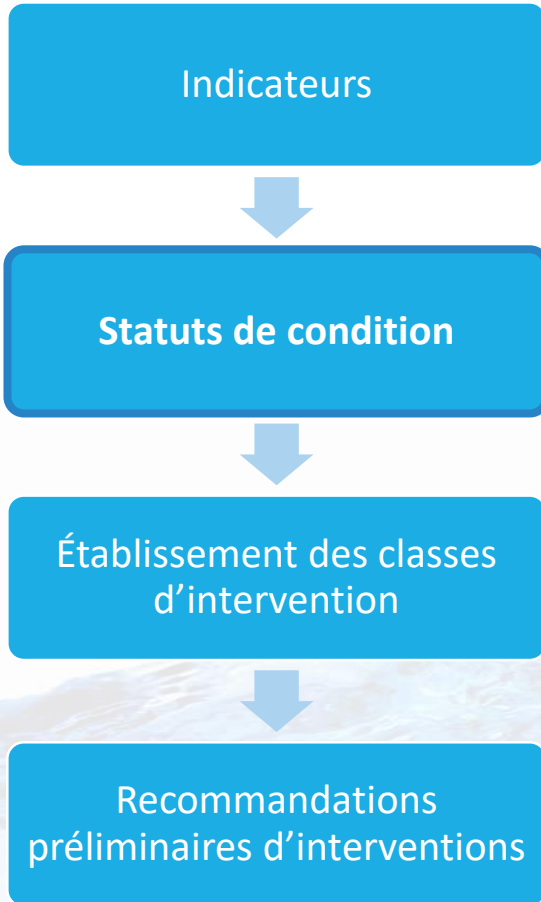 Indicateurs
Statuts de condition
Établissement des classes
d’intervention
Recommandations
préliminaires d’interventions